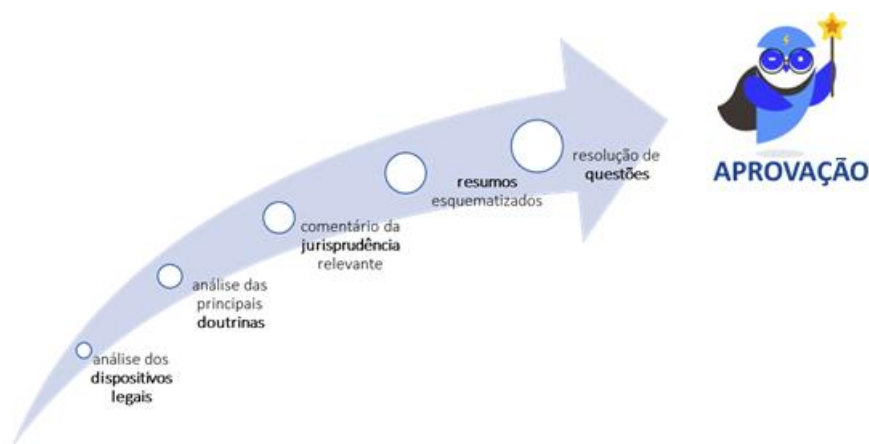 análise dos
dispositivos
legais
análise das
principais
doutrinas
comentário da
jurisprudência
relevante
resumos
esquematizados
resolução de
questões
APROVAÇÃO